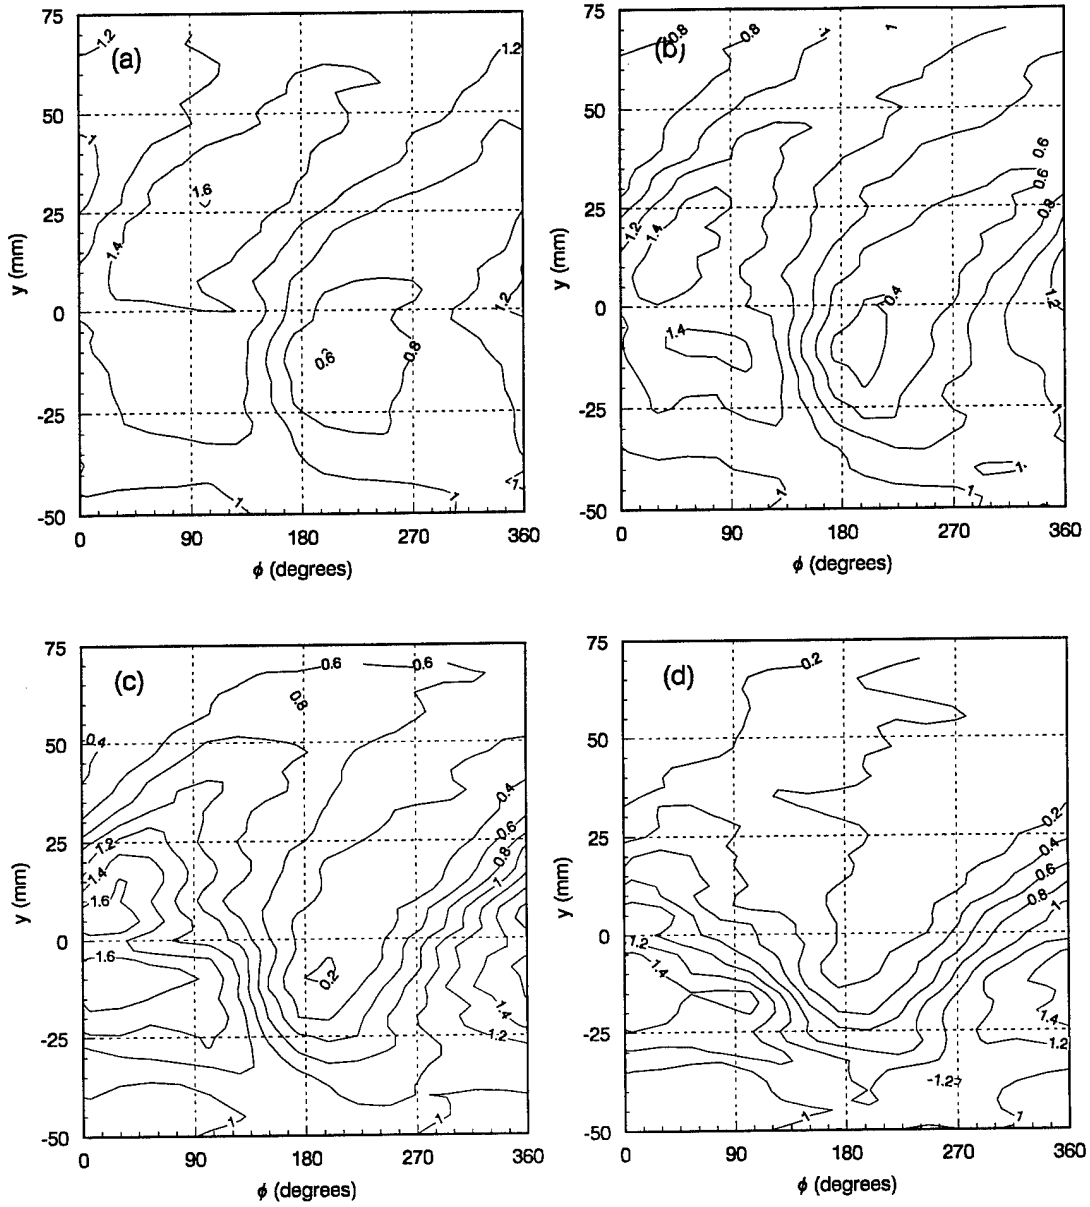 75 75
(a) (b)
1.2 1.2 0.8 0.8 1 1
50 50
1 0.6
1.6 0.6
25 25
0.8
y (mm) 1.4 y (mm) 1.2 1.4
1.2 1.2
0 0
0.4
0.6 0.8 1.4
-25 -25
1
1 1 1 1 1 1
-50 -50
0 90 180 270 360 0 90 180 270 360
ϕ (degrees) ϕ (degrees)
75 75
(c) (d)
0.6 0.6 0.2
0.8
0.4
50 50
0.4 0.2
25 25
0.6
1.2 0.8 0.4
1.4 1 0.6
1.6 0.8
y (mm) y (mm) 1
0 0
1.6 1.2
0.2 1.4
1.4 1.4
-25 -25
1.2 1.2
-1.2
1 1 1 1
-50 -50
0 90 180 270 360 0 90 180 270 360
ϕ (degrees) ϕ (degrees)